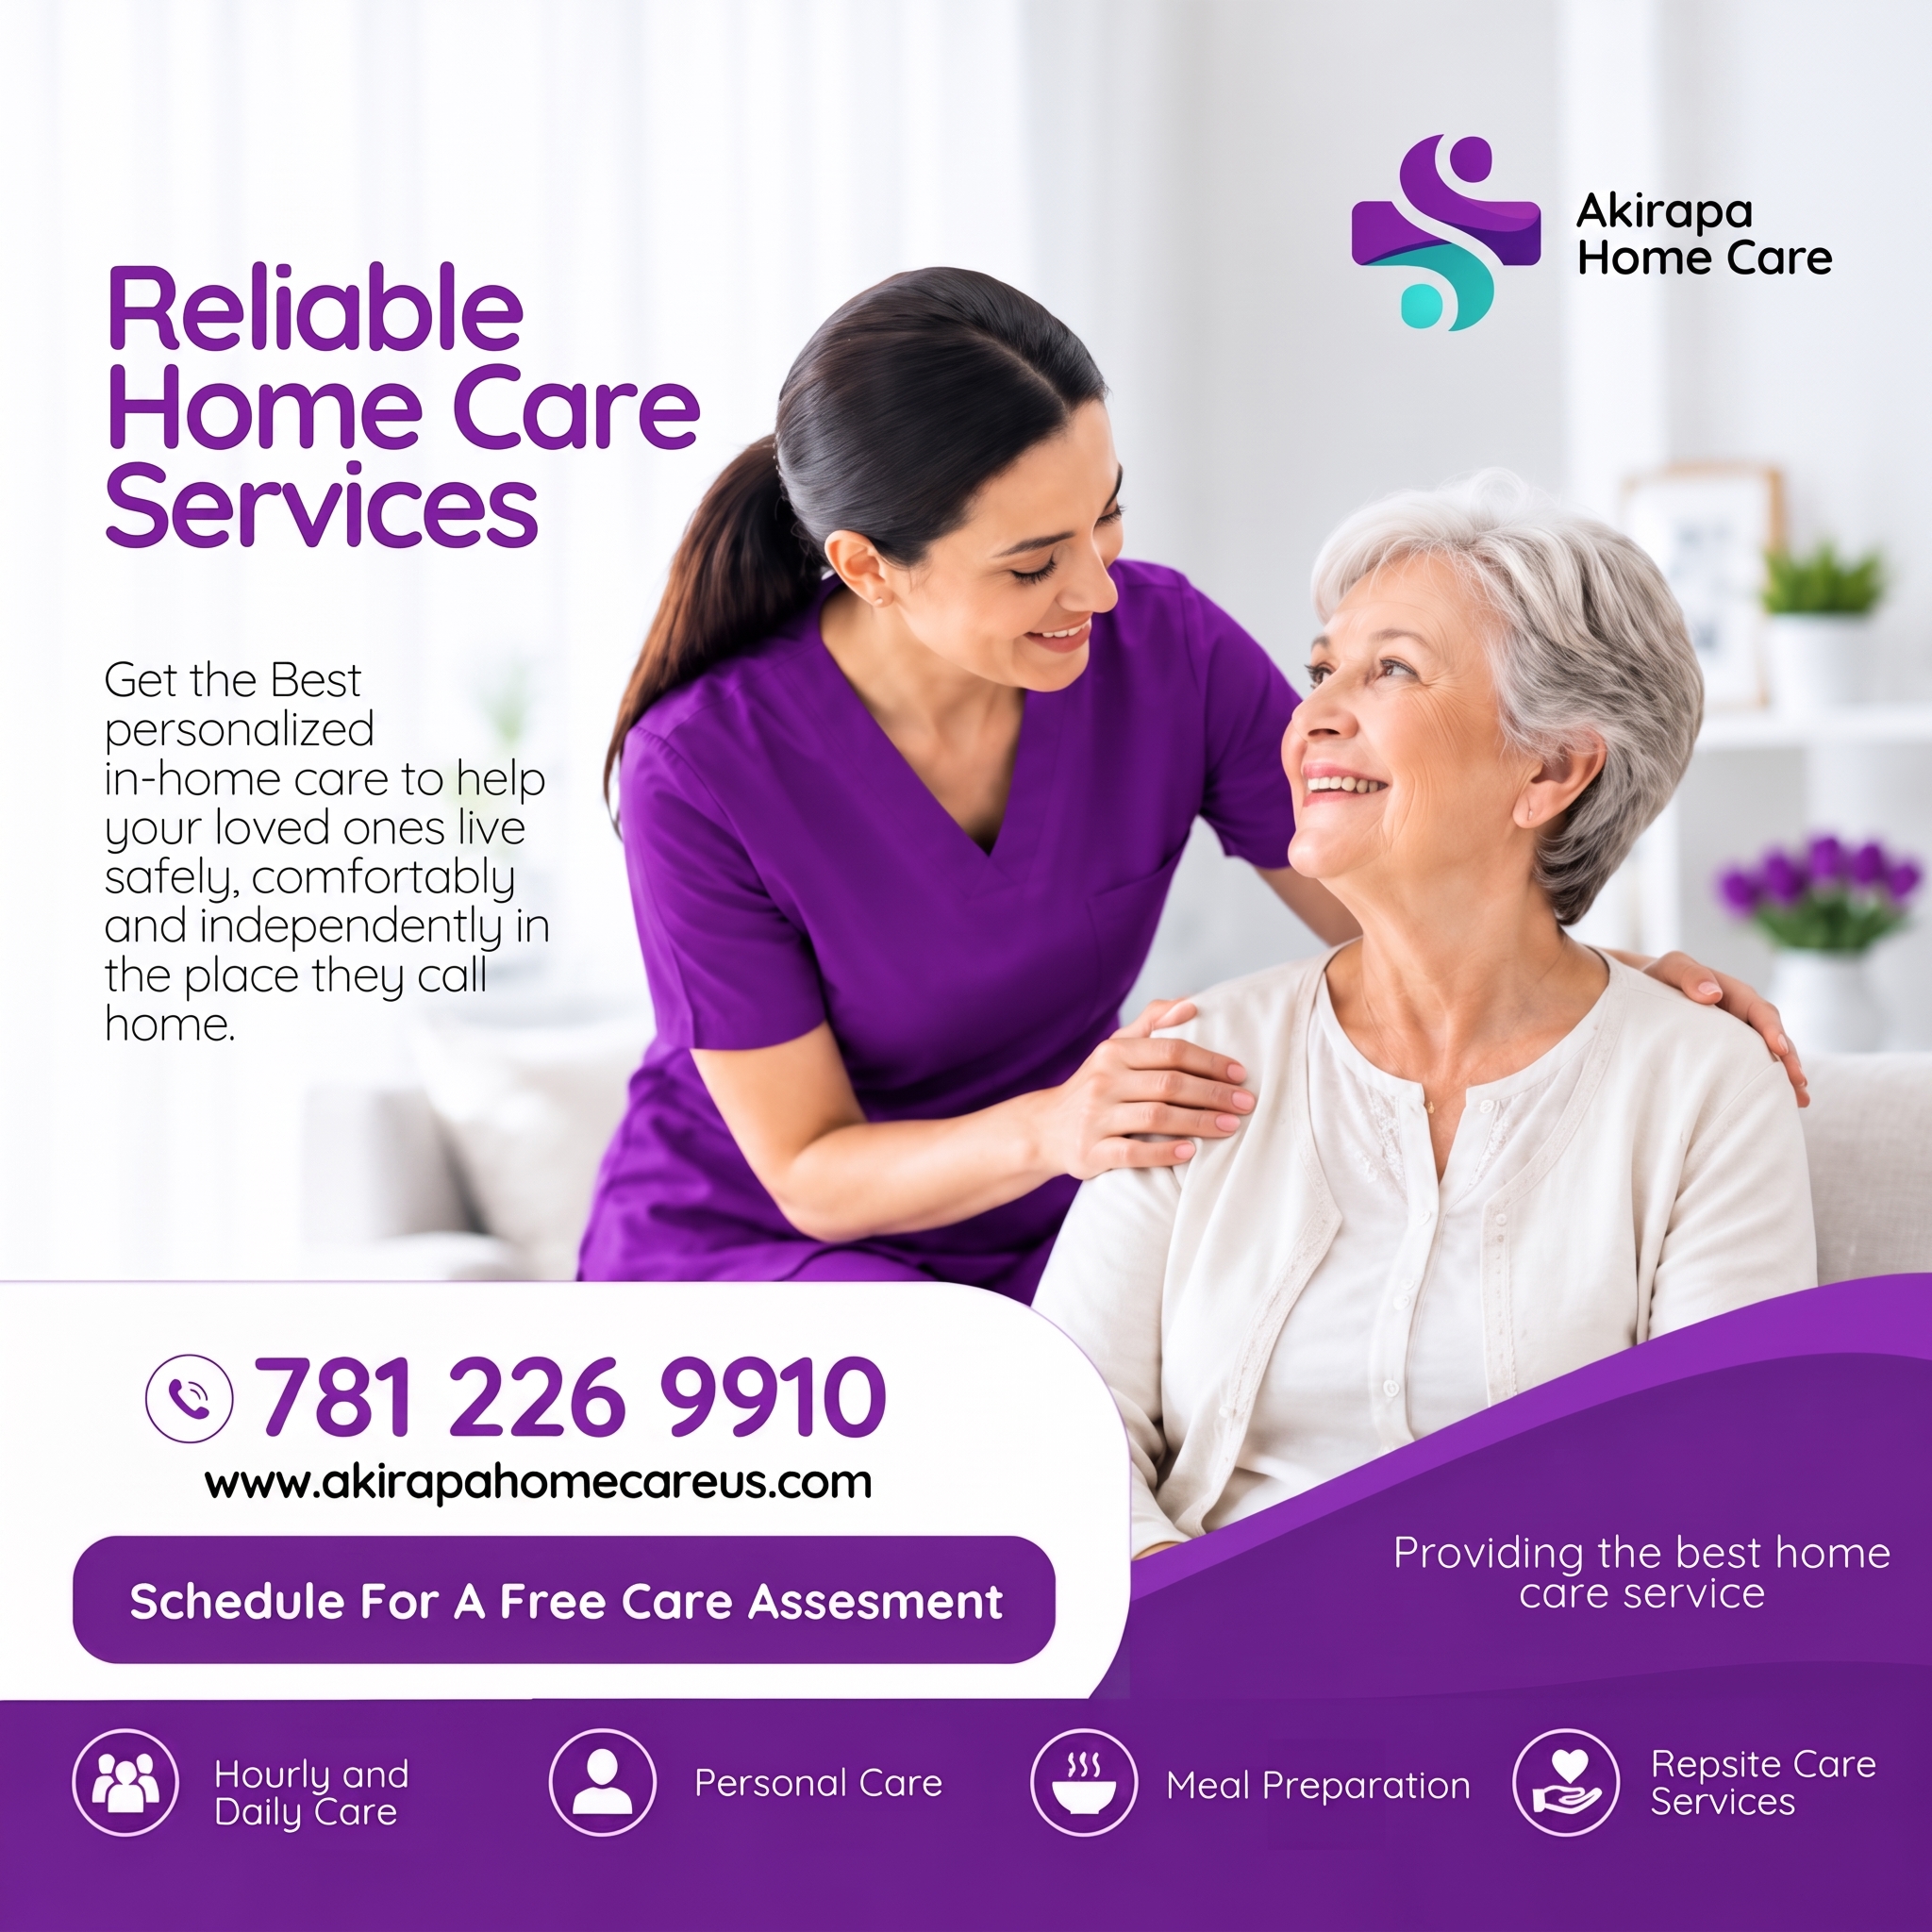 Akirapa
Home Care
Reliable
Home Care
Services
Get the Best
personalized
in-home care to help
your loved ones live
safely, comfortably
and independently in
the place they call
home.
781 226 9910
www.akirapahomecareus.com
Schedule For A Free Care Assesment
Providing the best home
care service
Hourly and
Daily Care
Personal Care
Meal Preparation
Repsite Care
Services